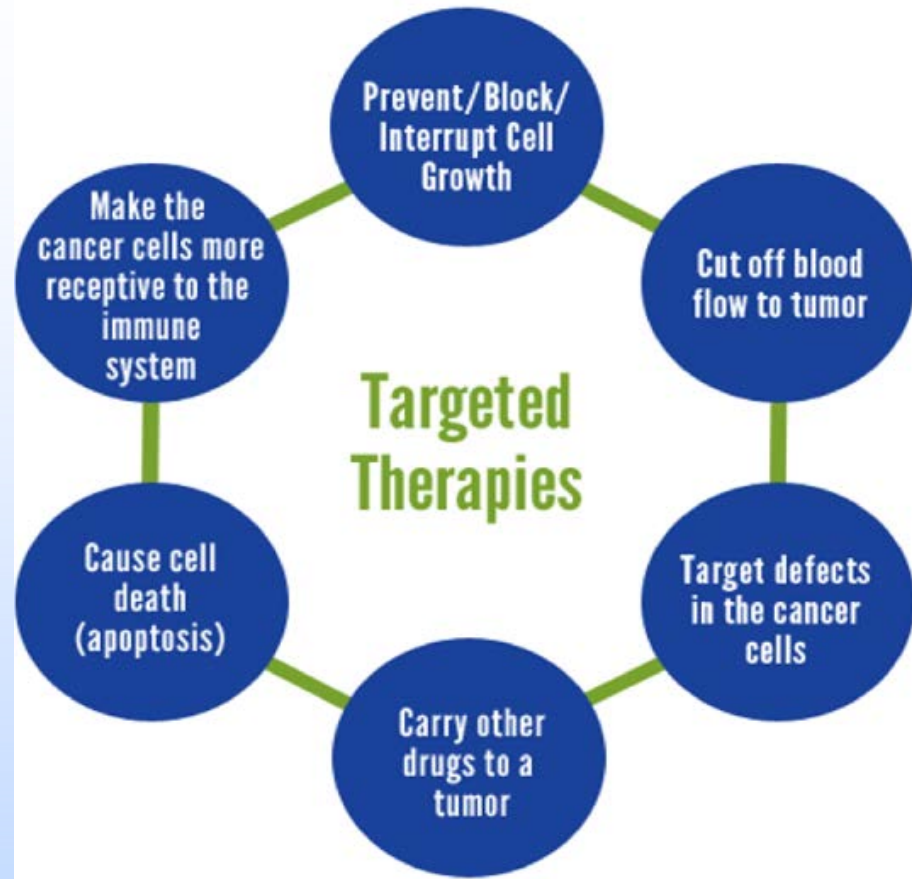 Prevent/Block/
Interrupt Cell
Growth
Cut off blood
flow to tumor
Target defects
in the cancer
cells
Carry other
drugs to a
tumor
Cause cell
death
(apoptosis)
Make the
cancer cells more
receptive to the
immune
system
Targeted
Therapies